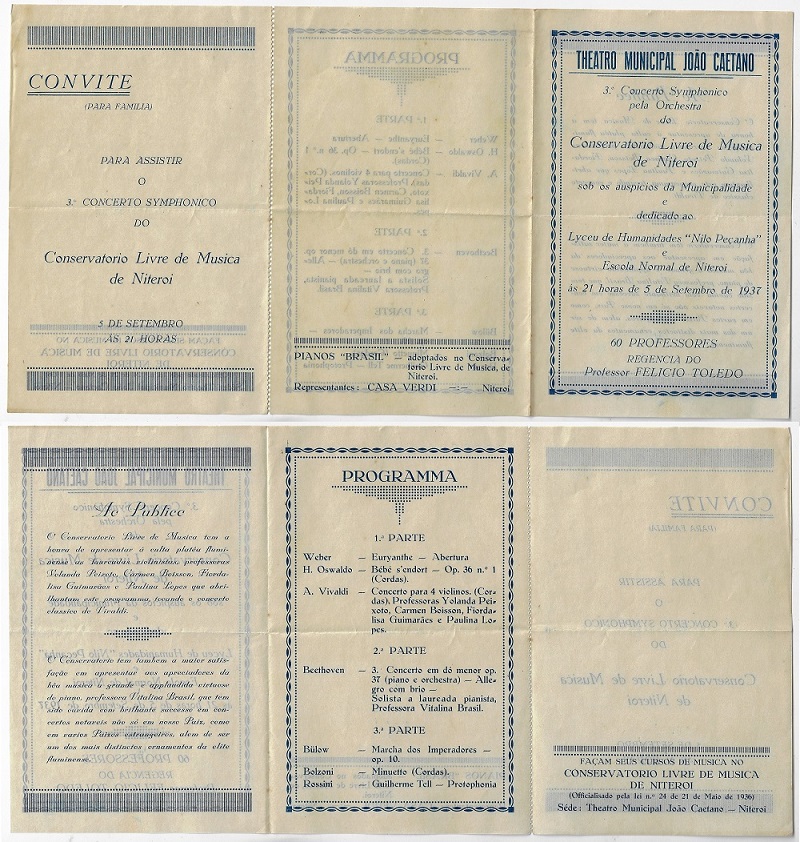 CONVITE
(PARA FAMILIA)
PARA ASSISTIR
O
3.º CONCERTO SYMPHONICO
DO
Conservatorio Livre de Musica
de Niteroi
5 DE SETEMBRO
ÁS 21 HORAS
PIANOS "BRASIL" — adoptados no Conserva-
torio Livre de Musica, de
Niteroi.
Representantes: CASA VERDI —:— Niteroi
THEATRO MUNICIPAL JOÃO CAETANO
3.º Concerto Symphonico
pela Orchestra
do
Conservatorio Livre de Musica
de Niteroi
sob os auspicios da Municipalidade
e
dedicado ao
Lyceu de Humanidades "Nilo Peçanha"
e
Escola Normal de Niteroi
ás 21 horas de 5 de Setembro de 1937
60 PROFESSORES
REGENCIA DO
Professor FELICIO TOLEDO
Ao Publico
O Conservatorio Livre de Musica tem a
honra de apresentar á culta platéa flumi-
nense as laureadas violinistas, professoras
Yolanda Peixoto, Carmen Boisson, Fiorda-
lisa Guimarães e Paulina Lopes que abri-
lhantam este programma, tocando o concerto
classico de Vivaldi.
O Conservatorio tem tambem a maior satis-
fação em apresentar aos apreciadores da
bôa musica a grande e applaudida virtuose
do piano, professora Vitalina Brasil, que tem
sido ouvida com brilhante successo em con-
certos notareis não só em nosso Paiz, como
em varios Paizes estrangeiros, alem de ser
um dos mais distinctos ornamentos da elite
fluminense.
PROGRAMMA
1.ª PARTE
Weber — Euryanthe — Abertura
H. Oswaldo — Bébé s'endort — Op. 36 n.º 1
(Cordas).
A. Vivaldi — Concerto para 4 violinos. (Cor-
das). Professoras Yolanda Pei-
xoto, Carmen Boisson, Fiorda-
lisa Guimarães e Paulina Lo-
pes.
2.ª PARTE
Beethoven — 3. Concerto em dó menor op.
37 (piano e orchestra) — Alle-
gro com brio —
Solista a laureada pianista,
Professora Vitalina Brasil.
3.ª PARTE
Bülow — Marcha dos Imperadores —
op. 10.
Bolzoni — Minuetto (Cordas).
Rossini — Guilherme Tell — Protophonia
FAÇAM SEUS CURSOS DE MUSICA NO
CONSERVATORIO LIVRE DE MUSICA
DE NITEROI
(Officialisado pela lei n.º 24 de 21 de Maio de 1936)
Séde: Theatro Municipal João Caetano — Niteroi